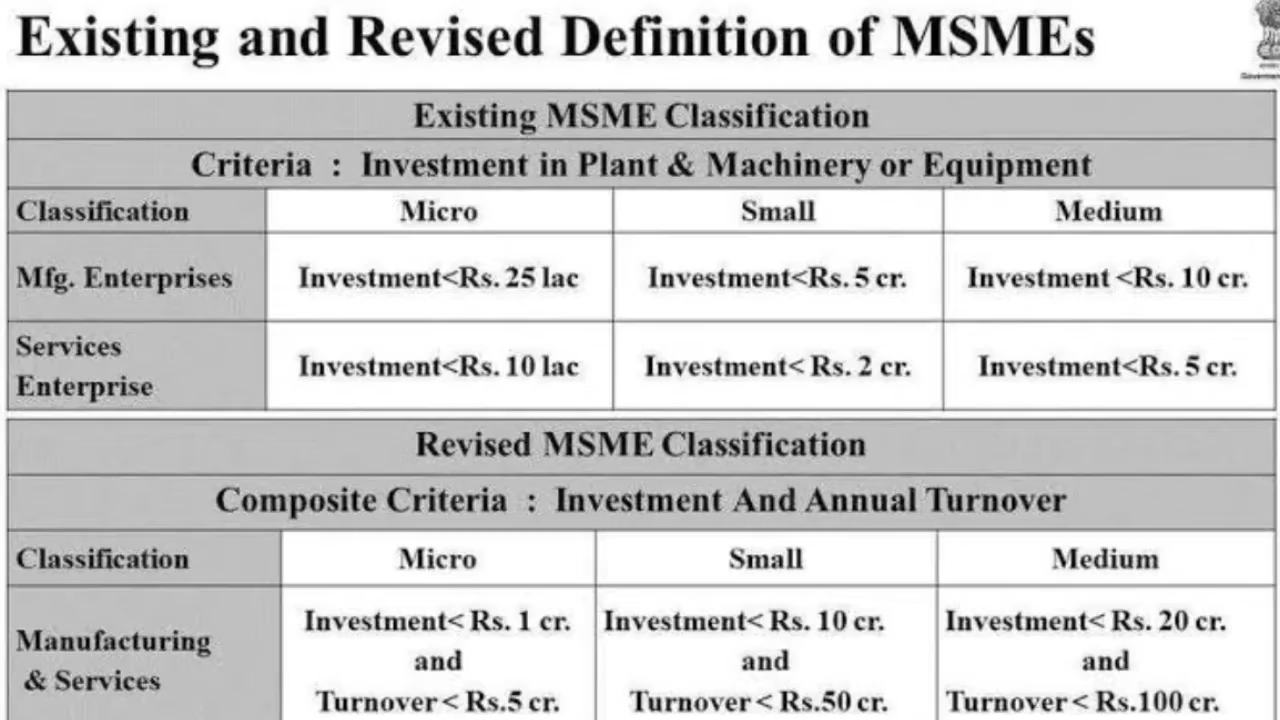 Existing and Revised Definition of MSMEs
Existing MSME Classification
Criteria : Investment in Plant & Machinery or Equipment
Classification Micro Small Medium
Mfg. Enterprises Investment<Rs. 25 lac Investment<Rs. 5 cr. Investment <Rs. 10 cr.
Services
Enterprise
Investment<Rs. 10 lac Investment< Rs. 2 cr. Investment<Rs. 5 cr.
Revised MSME Classification
Composite Criteria : Investment And Annual Turnover
Classification Micro Small Medium
Manufacturing
& Services
Investment< Rs. 1 cr.
and
Turnover < Rs.5 cr.
Investment< Rs. 10 cr.
and
Turnover < Rs.50 cr.
Investment< Rs. 20 cr.
and
Turnover < Rs.100 cr.